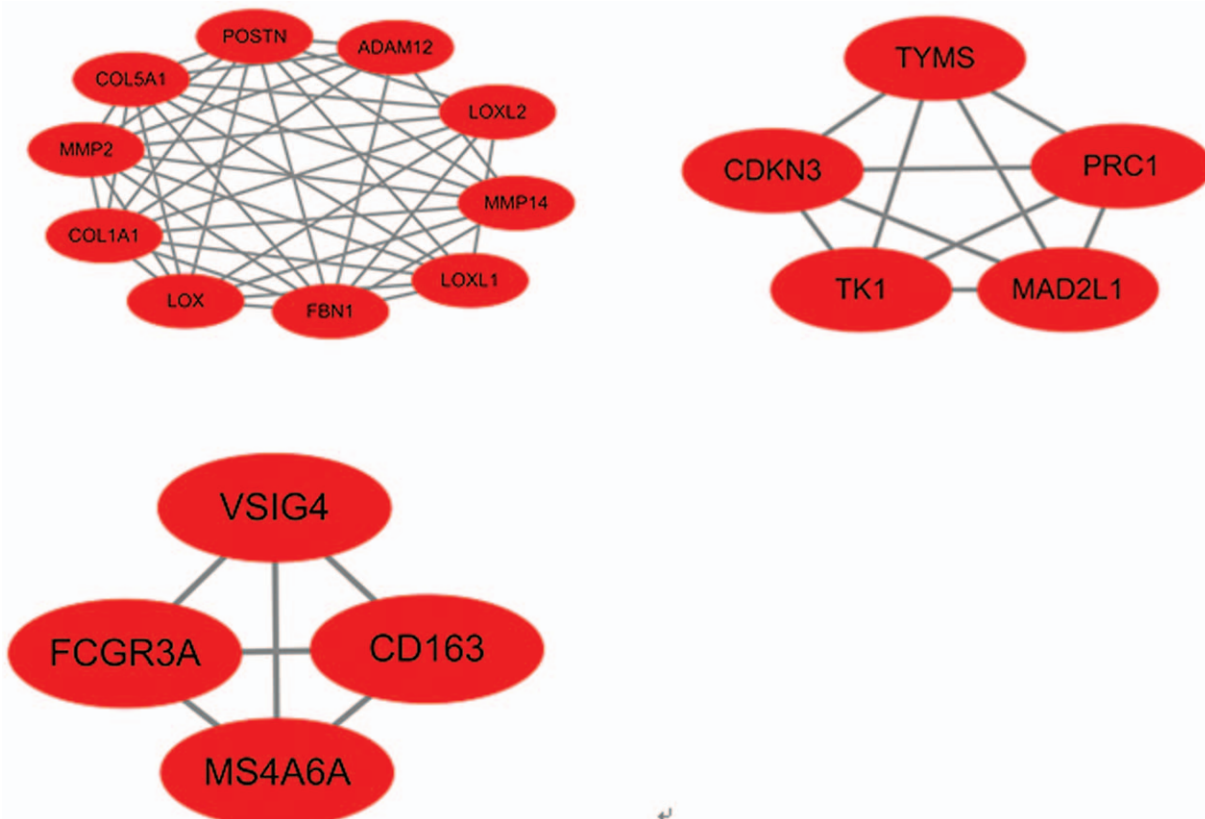 POSTN
ADAM12
COL5A1
LOXL2
MMP2
MMP14
COL1A1
LOXL1
LOX
FBN1
TYMS
CDKN3
PRC1
TK1
MAD2L1
VSIG4
FCGR3A
CD163
MS4A6A
↵